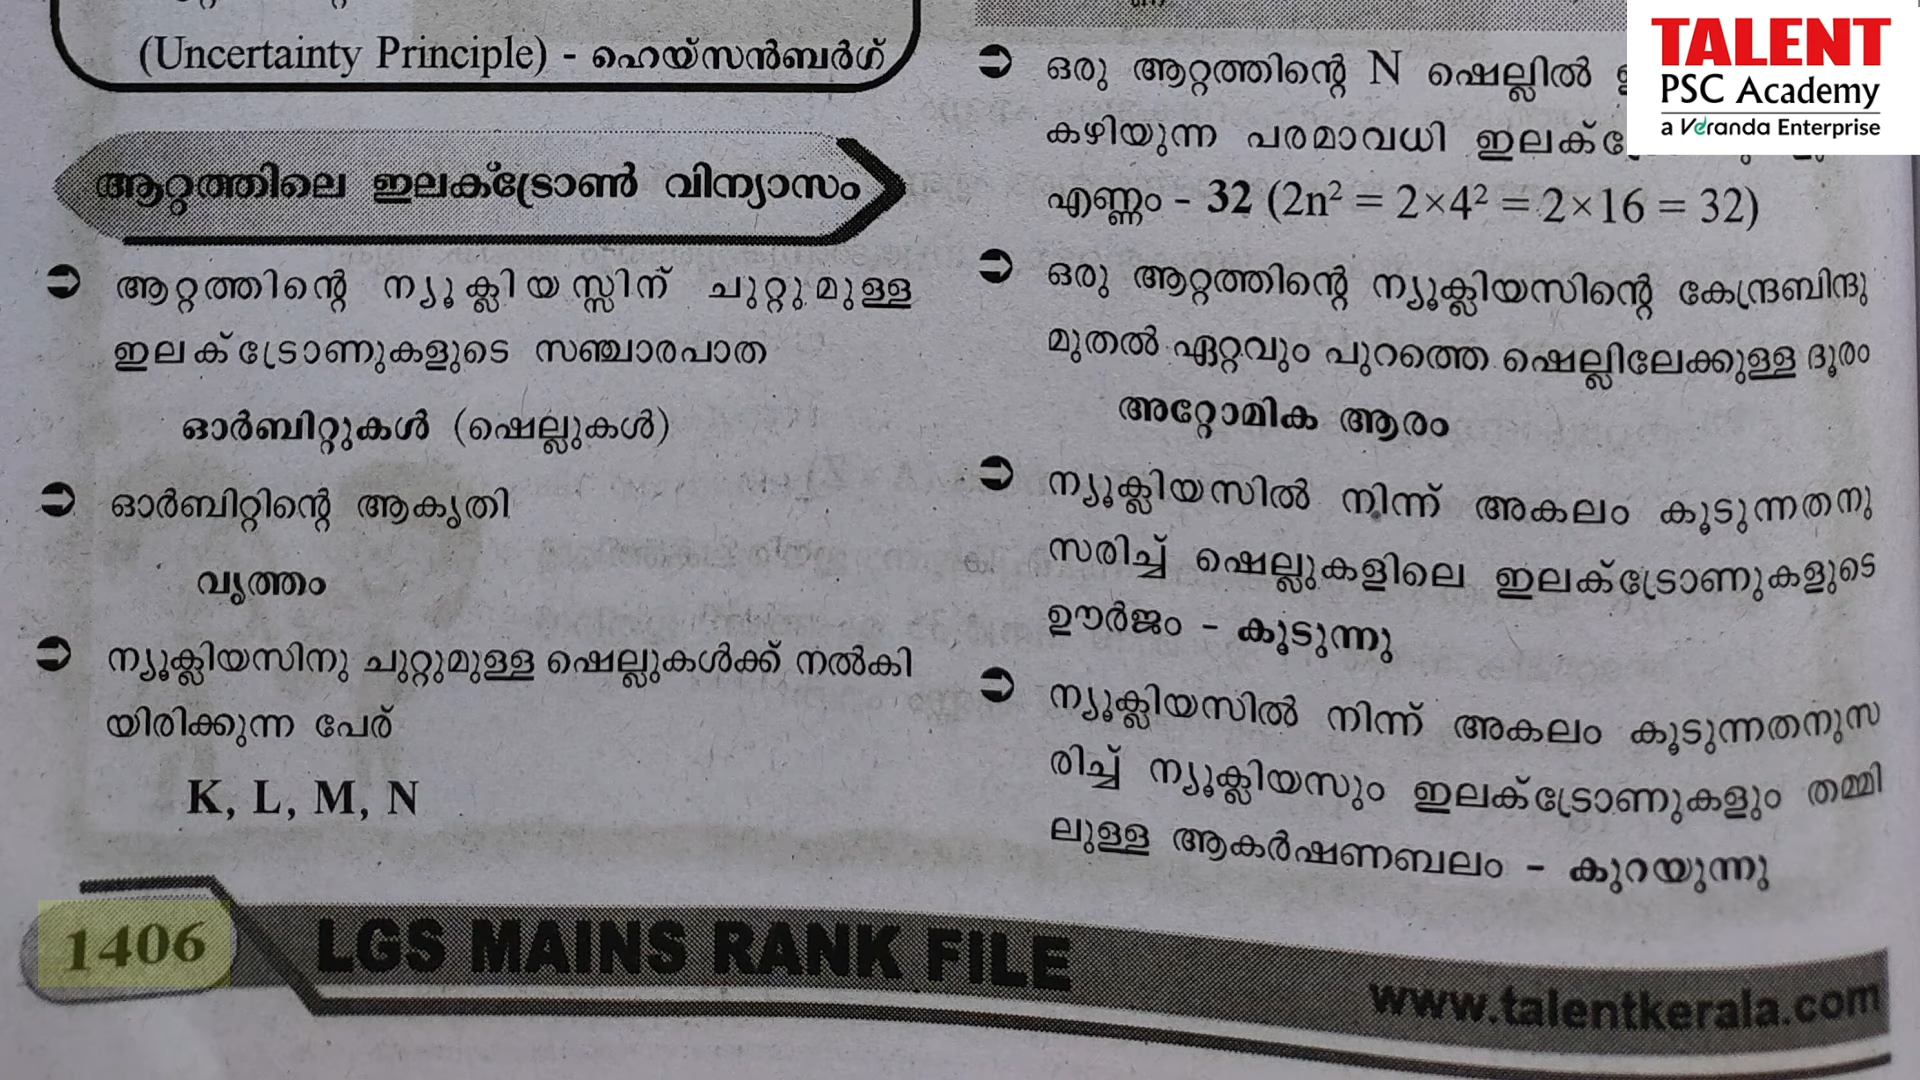 (Uncertainty Principle) - ഹെയ്സൻബർഗ്
ആറ്റത്തിലെ ഇലക്ട്രോൺ വിന്യാസം
ആറ്റത്തിന്റെ ന്യൂക്ലിയസ്സിന് ചുറ്റുമുള്ള
ഇലക്ട്രോണുകളുടെ സഞ്ചാരപാത
ഓർബിറ്റുകൾ (ഷെല്ലുകൾ)
ഓർബിറ്റിന്റെ ആകൃതി
വൃത്തം
ന്യൂക്ലിയസിനു ചുറ്റുമുള്ള ഷെല്ലുകൾക്ക് നൽകി
യിരിക്കുന്ന പേര്
K, L, M, N
ഒരു ആറ്റത്തിന്റെ N ഷെല്ലിൽ
കഴിയുന്ന പരമാവധി
എണ്ണം - 32 (2n² = 2×4² = 2×16 = 32)
ഒരു ആറ്റത്തിന്റെ ന്യൂക്ലിയസിന്റെ കേന്ദ്രബിന്ദു
മുതൽ ഏറ്റവും പുറത്തെ ഷെല്ലിലേക്കുള്ള ദൂരം
അറ്റോമിക ആരം
ന്യൂക്ലിയസിൽ നിന്ന് അകലം കൂടുന്നതനു
സരിച്ച് ഷെല്ലുകളിലെ ഇലക്ട്രോണുകളുടെ
ഊർജം - കൂടുന്നു
ന്യൂക്ലിയസിൽ നിന്ന് അകലം കൂടുന്നതനുസ
രിച്ച് ന്യൂക്ലിയസും ഇലക്ട്രോണുകളും തമ്മി
ലുള്ള ആകർഷണബലം - കുറയുന്നു
1406 LGS MAINS RANK FILE
www.talentkerala.com
TALENT
PSC Academy
a Veranda Enterprise